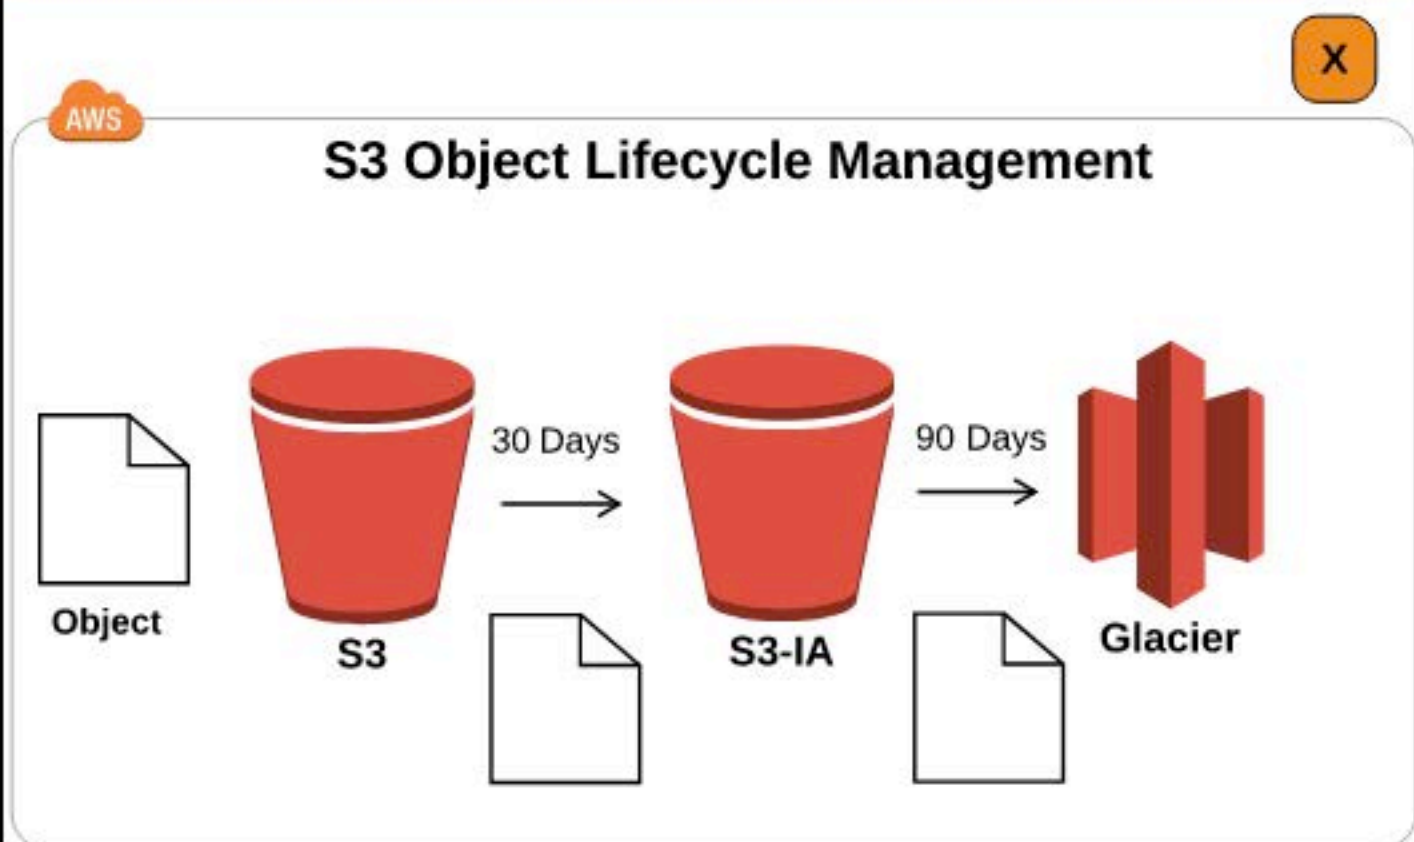 X
AWS
S3 Object Lifecycle Management
30 Days
90 Days
Object
S3
S3-IA
Glacier